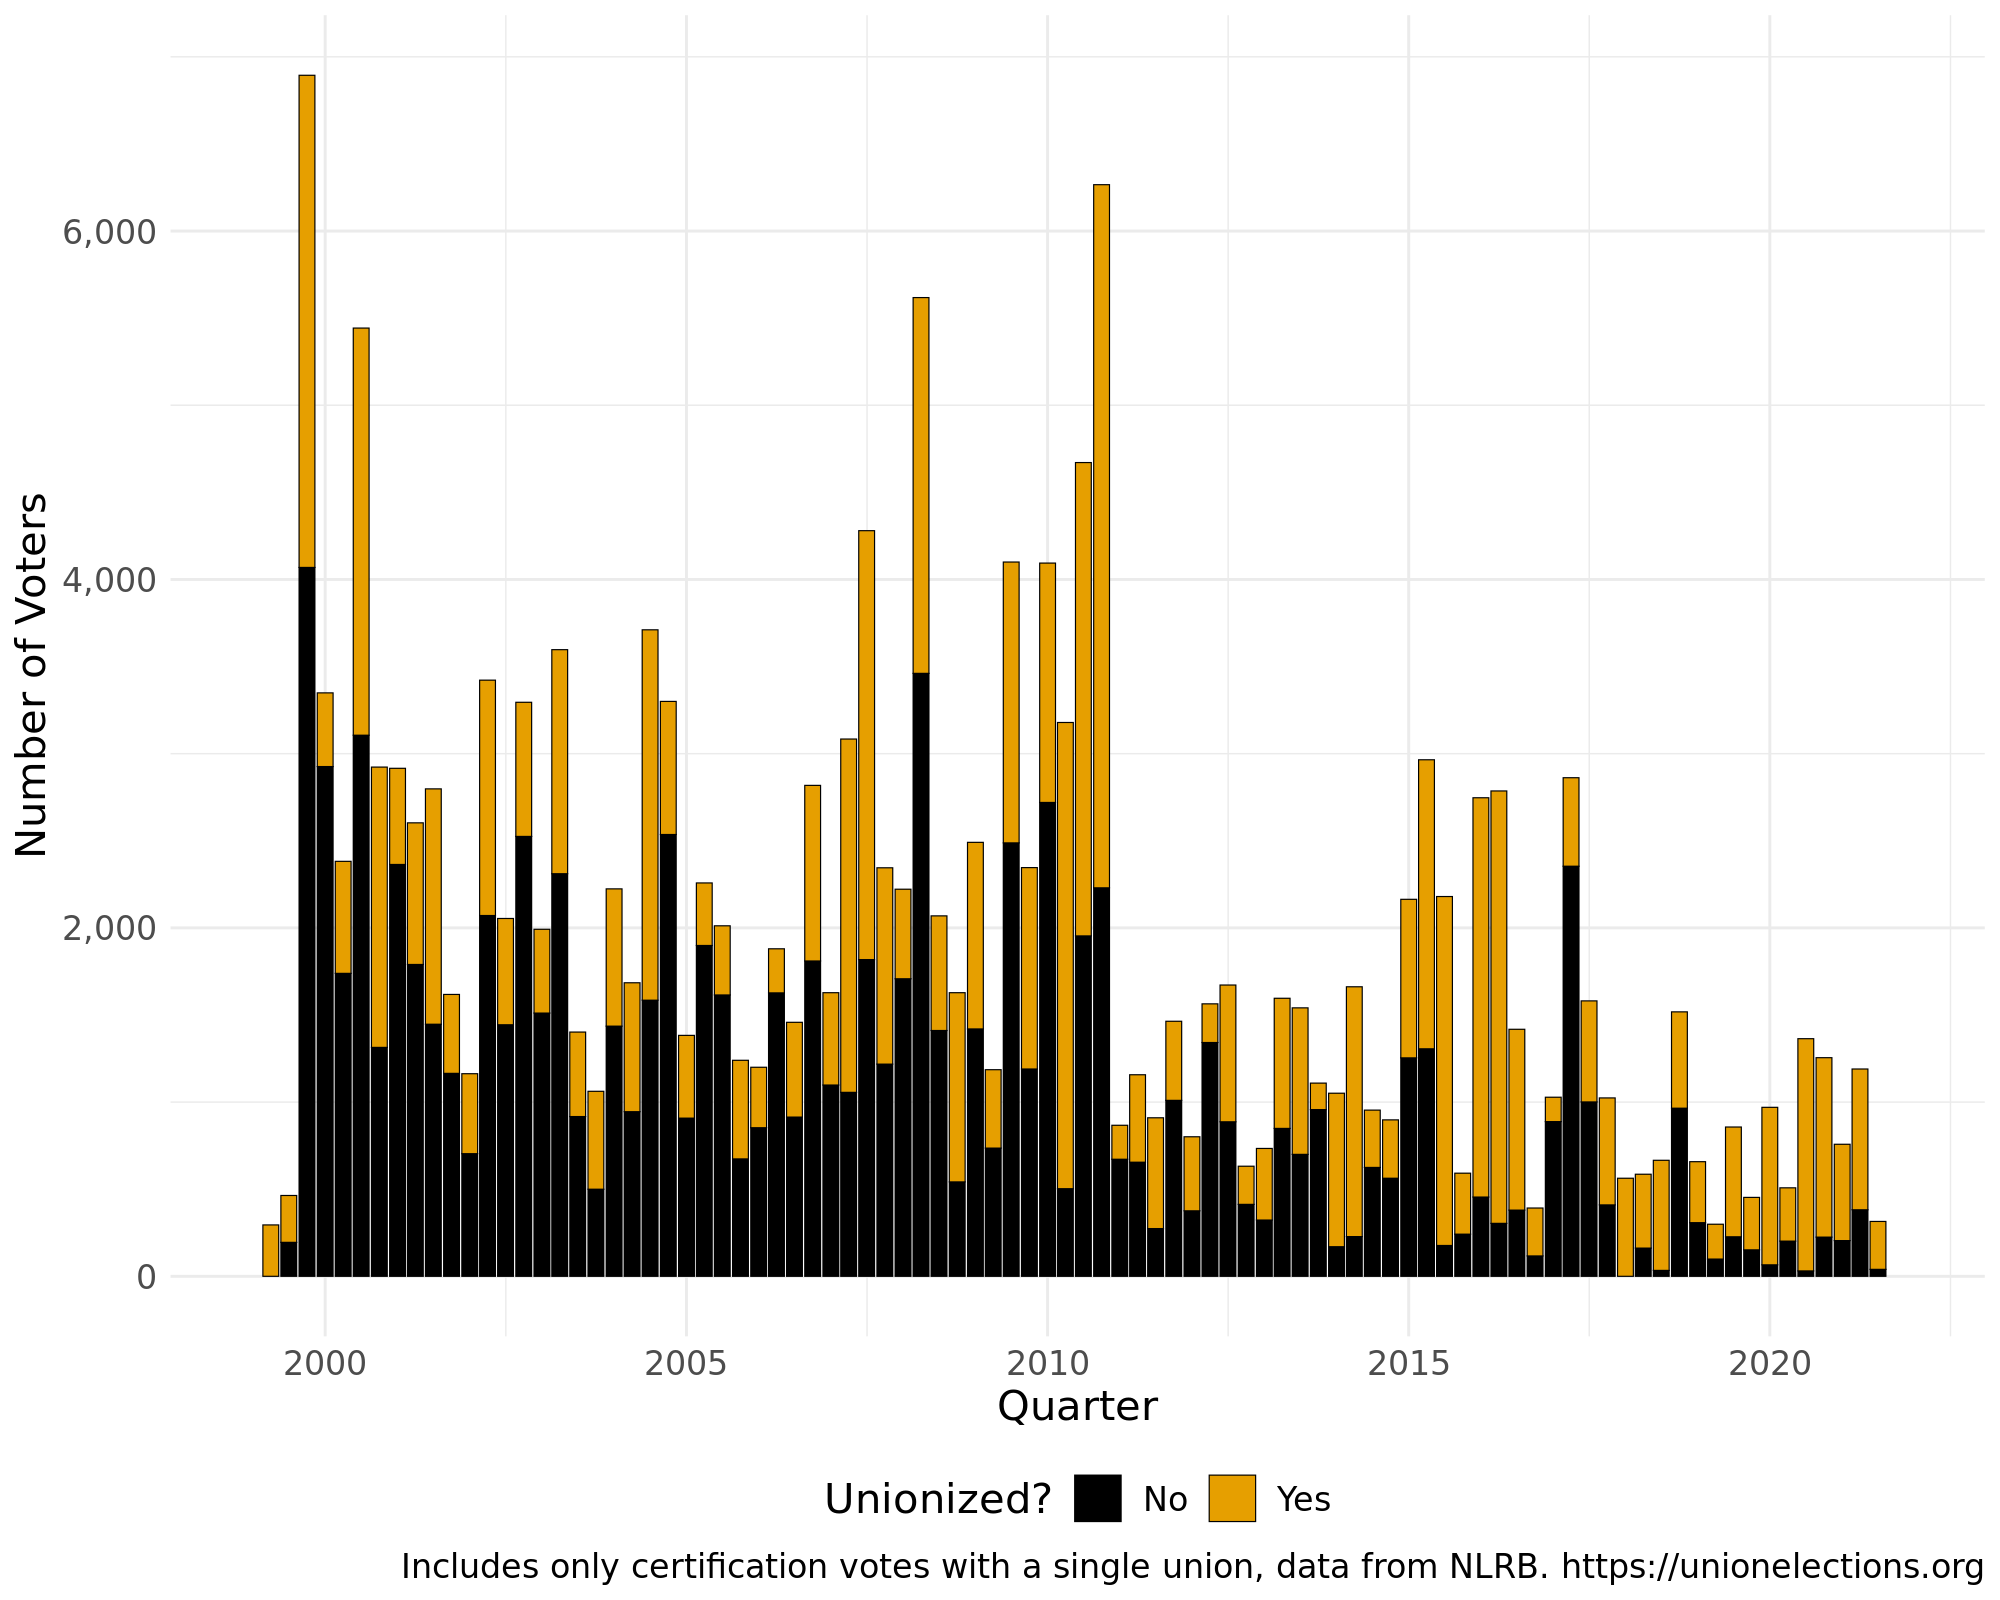 6,000
4,000
2,000
0
Number of Voters
2000 2005 2010 2015 2020
Quarter
Unionized? No Yes
Includes only certification votes with a single union, data from NLRB. https://unionelections.org